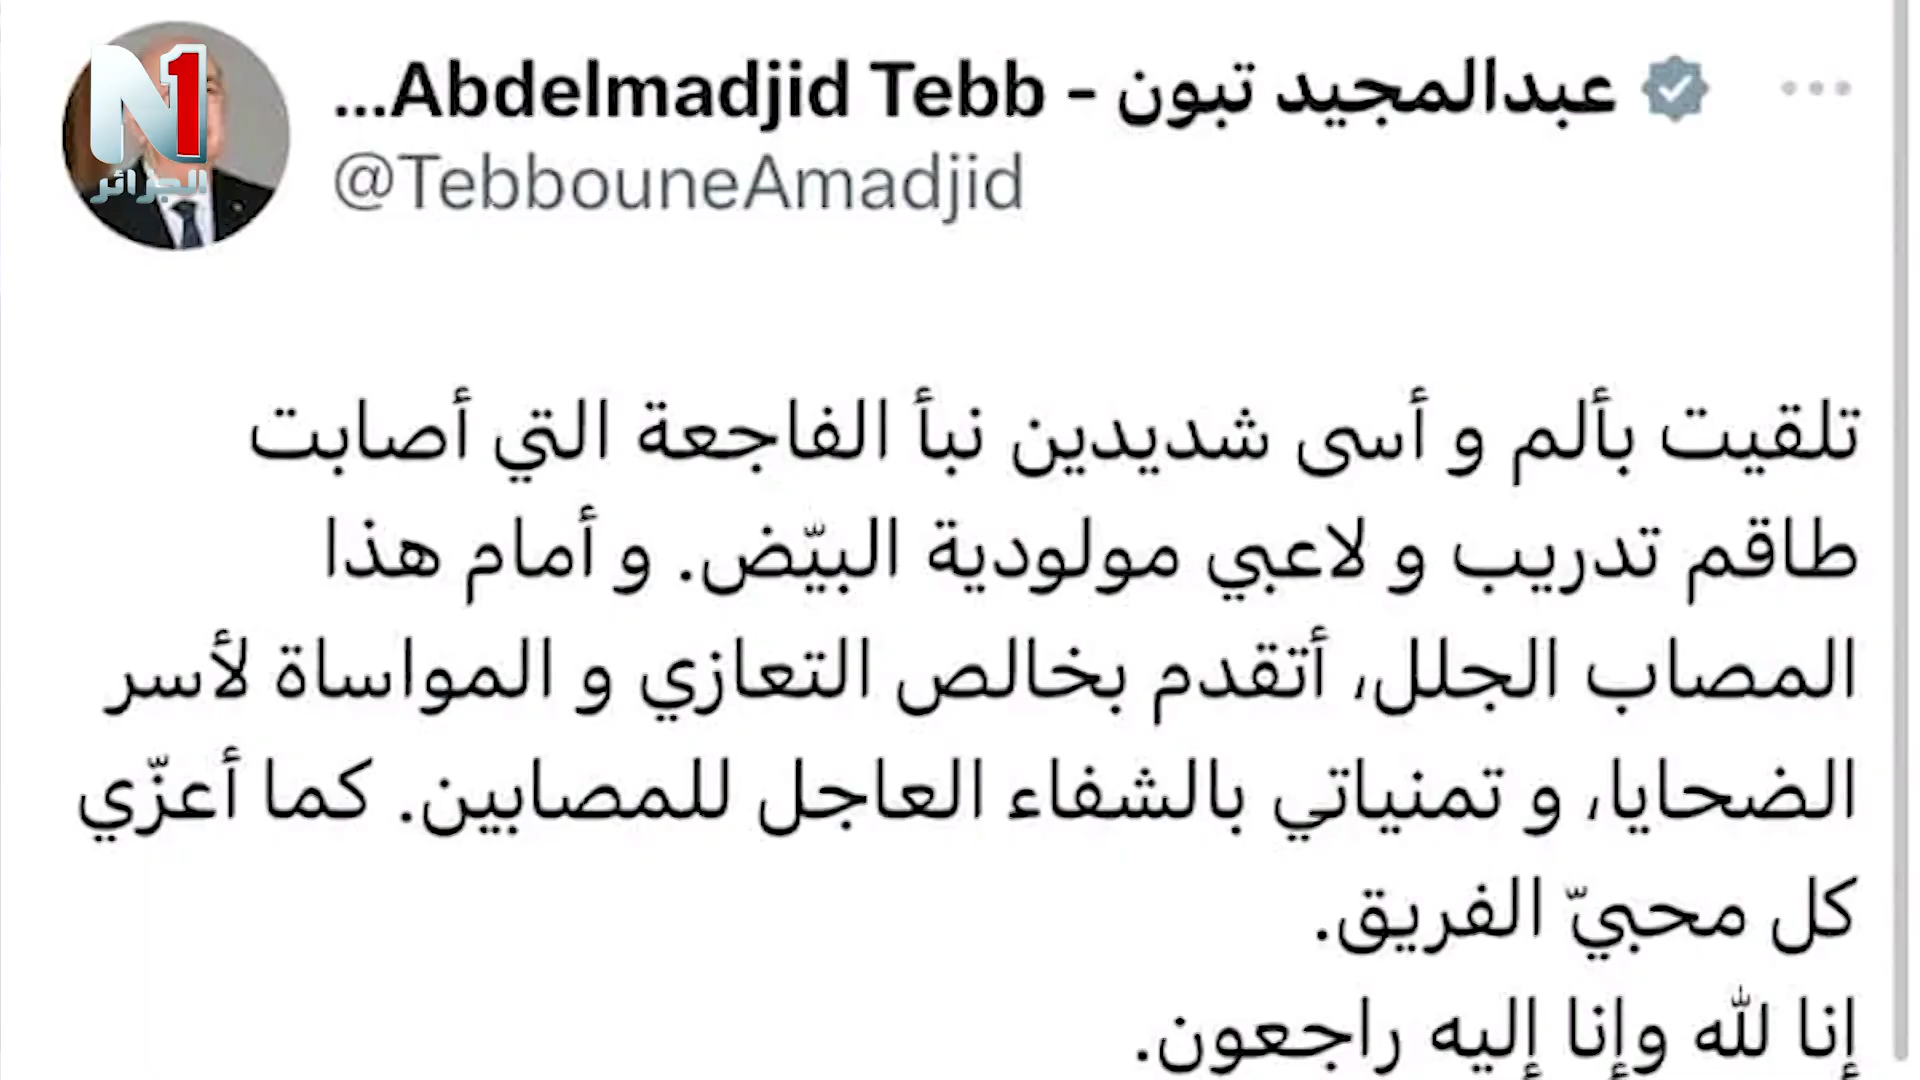 N1
الجزائر
عبدالمجيد تبون - Abdelmadjid Tebb...
@TebbouneAmadjid
تلقيت بألم و أسى شديدين نبأ الفاجعة التي أصابت
طاقم تدريب و لاعبي مولودية البيّض. و أمام هذا
المصاب الجلل، أتقدم بخالص التعازي و المواساة لأسر
الضحايا، و تمنياتي بالشفاء العاجل للمصابين. كما أعزّي
كل محبيّ الفريق.
إنا لله وإنا إليه راجعون.